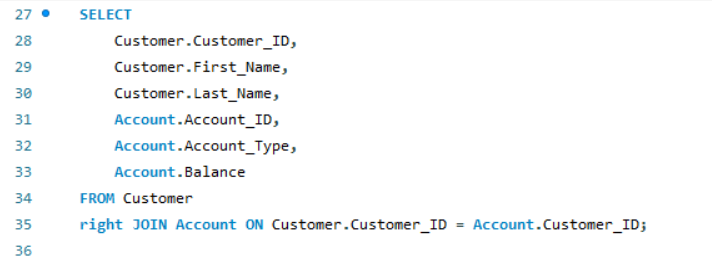 27 SELECT
28 Customer.Customer_ID,
29 Customer.First_Name,
30 Customer.Last_Name,
31 Account.Account_ID,
32 Account.Account_Type,
33 Account.Balance
34 FROM Customer
35 right JOIN Account ON Customer.Customer_ID = Account.Customer_ID;
36